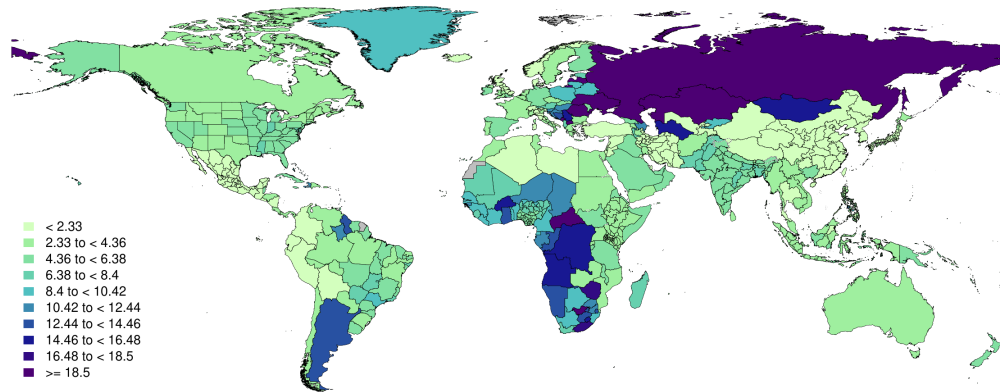 < 2.33
2.33 to < 4.36
4.36 to < 6.38
6.38 to < 8.4
8.4 to < 10.42
10.42 to < 12.44
12.44 to < 14.46
14.46 to < 16.48
16.48 to < 18.5
>= 18.5